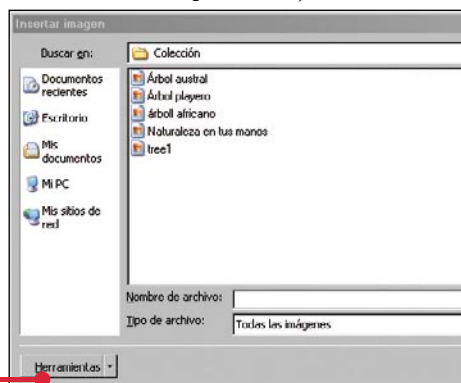 Insertar imagen
Buscar en:
Colección
Documentos
recientes
Escritorio
Mis
documentos
Mi PC
Mis sitios de
red
Árbol austral
Árbol playero
árboll africano
Naturaleza en tus manos
tree1
Nombre de archivo:
Tipo de archivo:
Todas las imágenes
Herramientas